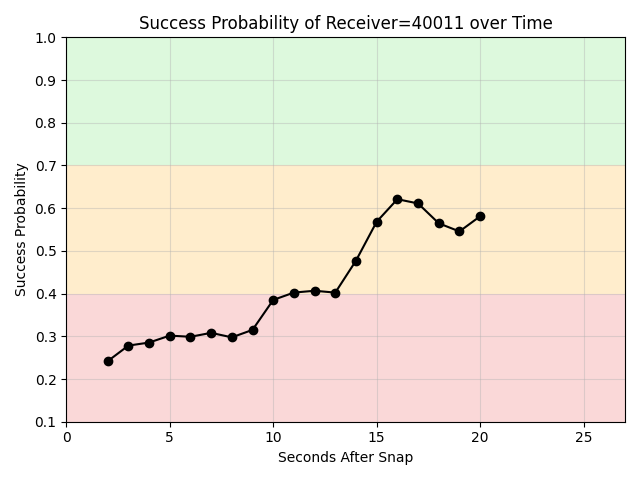 Success Probability of Receiver=40011 over Time
1.0
0.9
0.8
0.7
0.6
0.5
0.4
0.3
0.2
0.1
Success Probability
0 5 10 15 20 25
Seconds After Snap